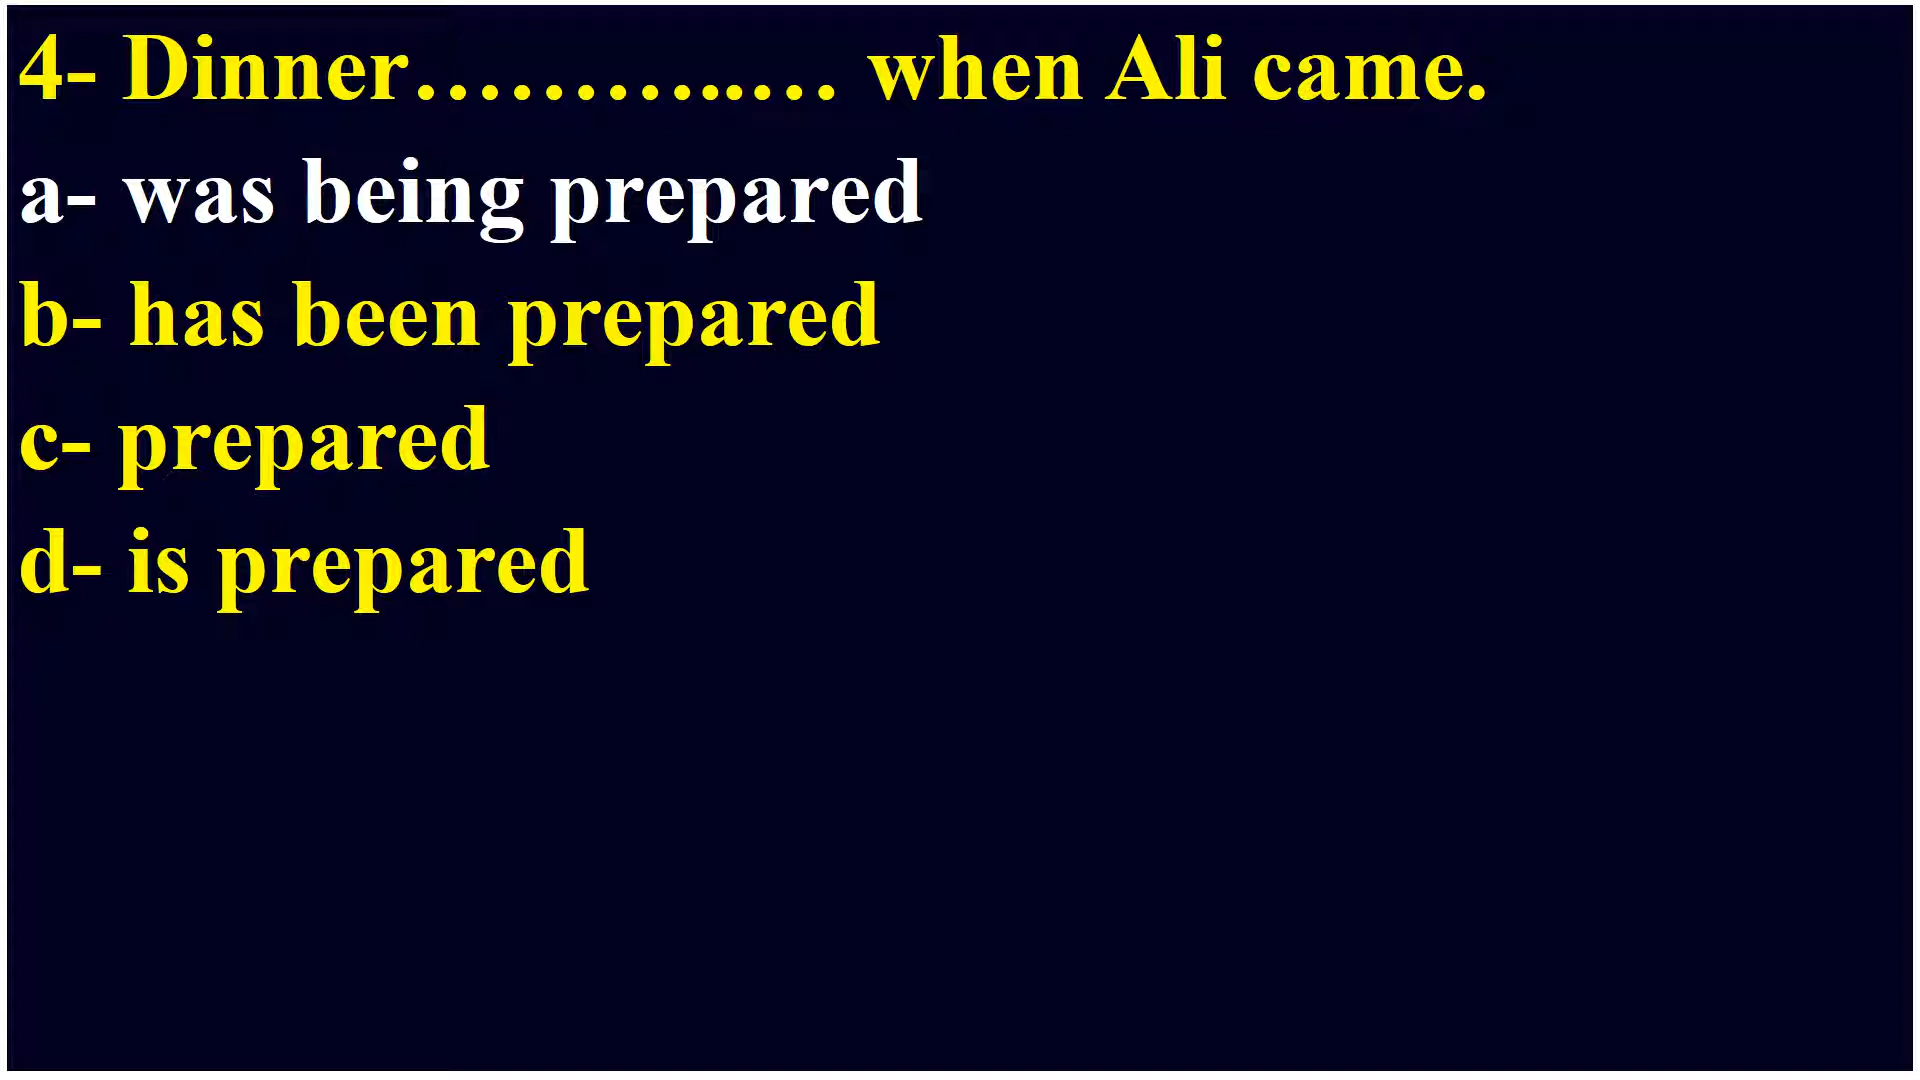 4- Dinner………..… when Ali came.
a- was being prepared
b- has been prepared
c- prepared
d- is prepared